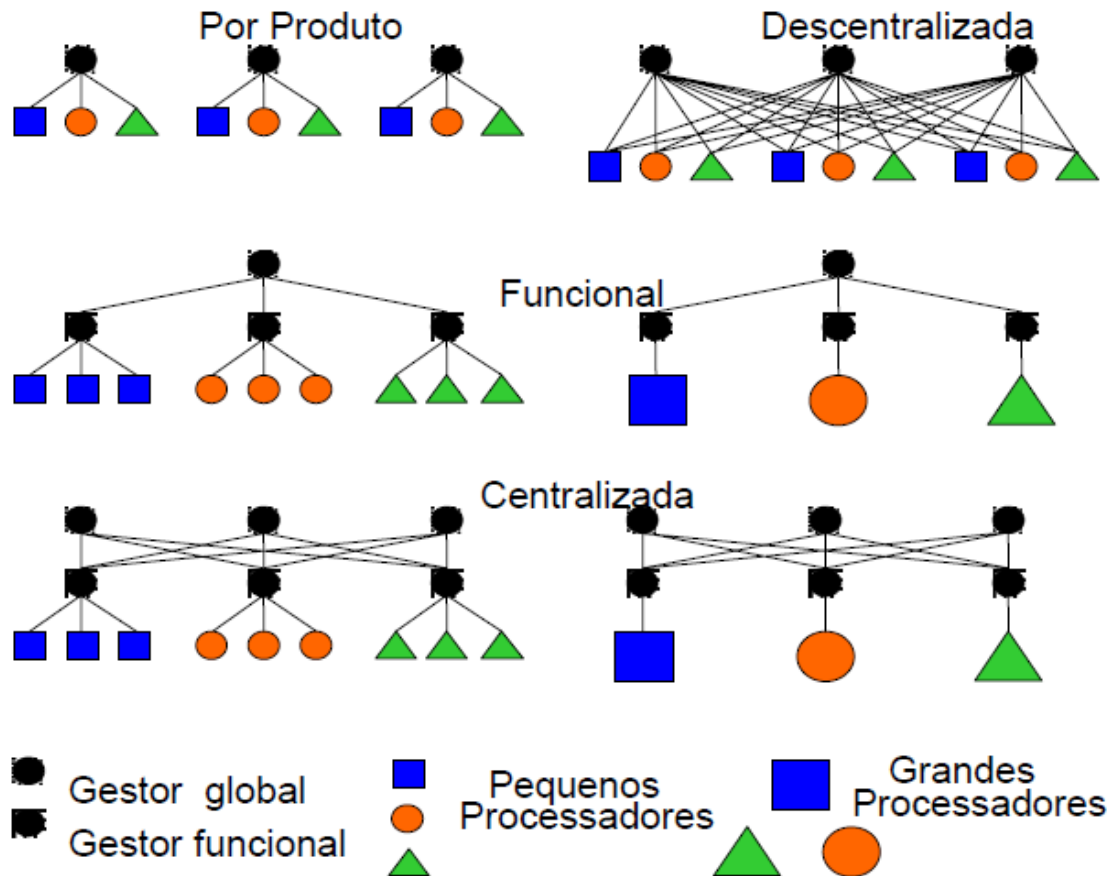 Por Produto
Descentralizada
Funcional
Centralizada
Gestor global
Gestor funcional
Pequenos
Processadores
Grandes
Processadores